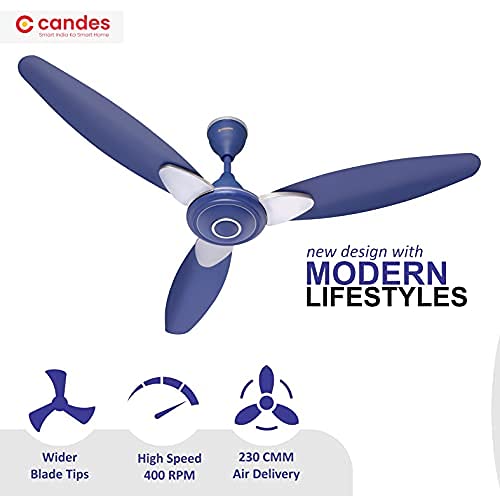 candes
Smart India Ka Smart Home
new design with
MODERN
LIFESTYLES
Wider
Blade Tips
High Speed
400 RPM
230 CMM
Air Delivery